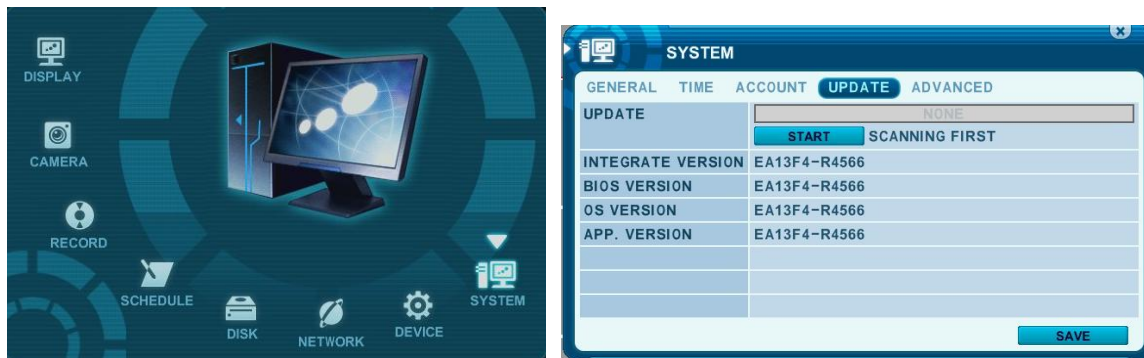 DISPLAY
CAMERA
RECORD
SCHEDULE
DISK
NETWORK
DEVICE
SYSTEM
SYSTEM
GENERAL TIME ACCOUNT UPDATE ADVANCED
UPDATE NONE
START SCANNING FIRST
INTEGRATE VERSION EA13F4-R4566
BIOS VERSION EA13F4-R4566
OS VERSION EA13F4-R4566
APP. VERSION EA13F4-R4566
SAVE